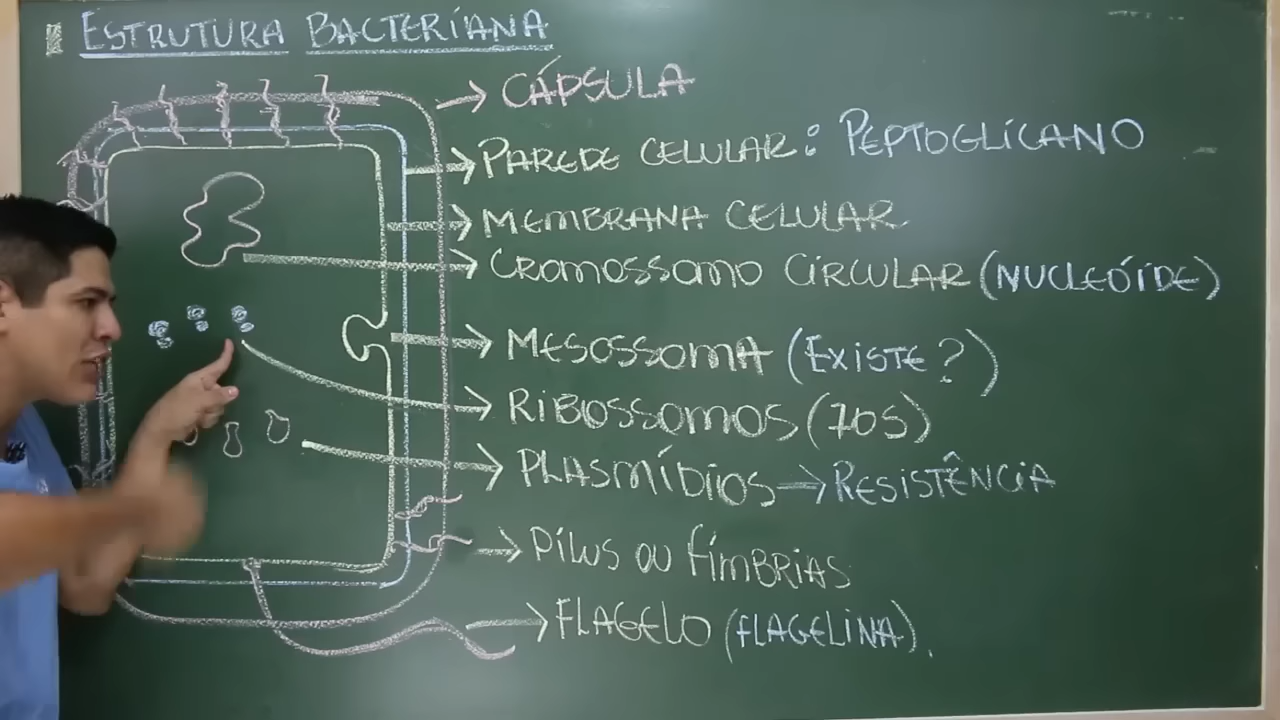 ESTRUTURA BACTERIANA
CÁPSULA
PAREDE CELULAR: PEPTOGLICANO
MEMBRANA CELULAR
CROMOSSOMO CIRCULAR (NUCLEÓIDE)
MESOSSOMA (EXISTE?)
RIBOSSOMOS (70S)
PLASMÍDIOS → RESISTÊNCIA
PÍLUS OU FÍMBRIAS
FLAGELO (FLAGELINA).